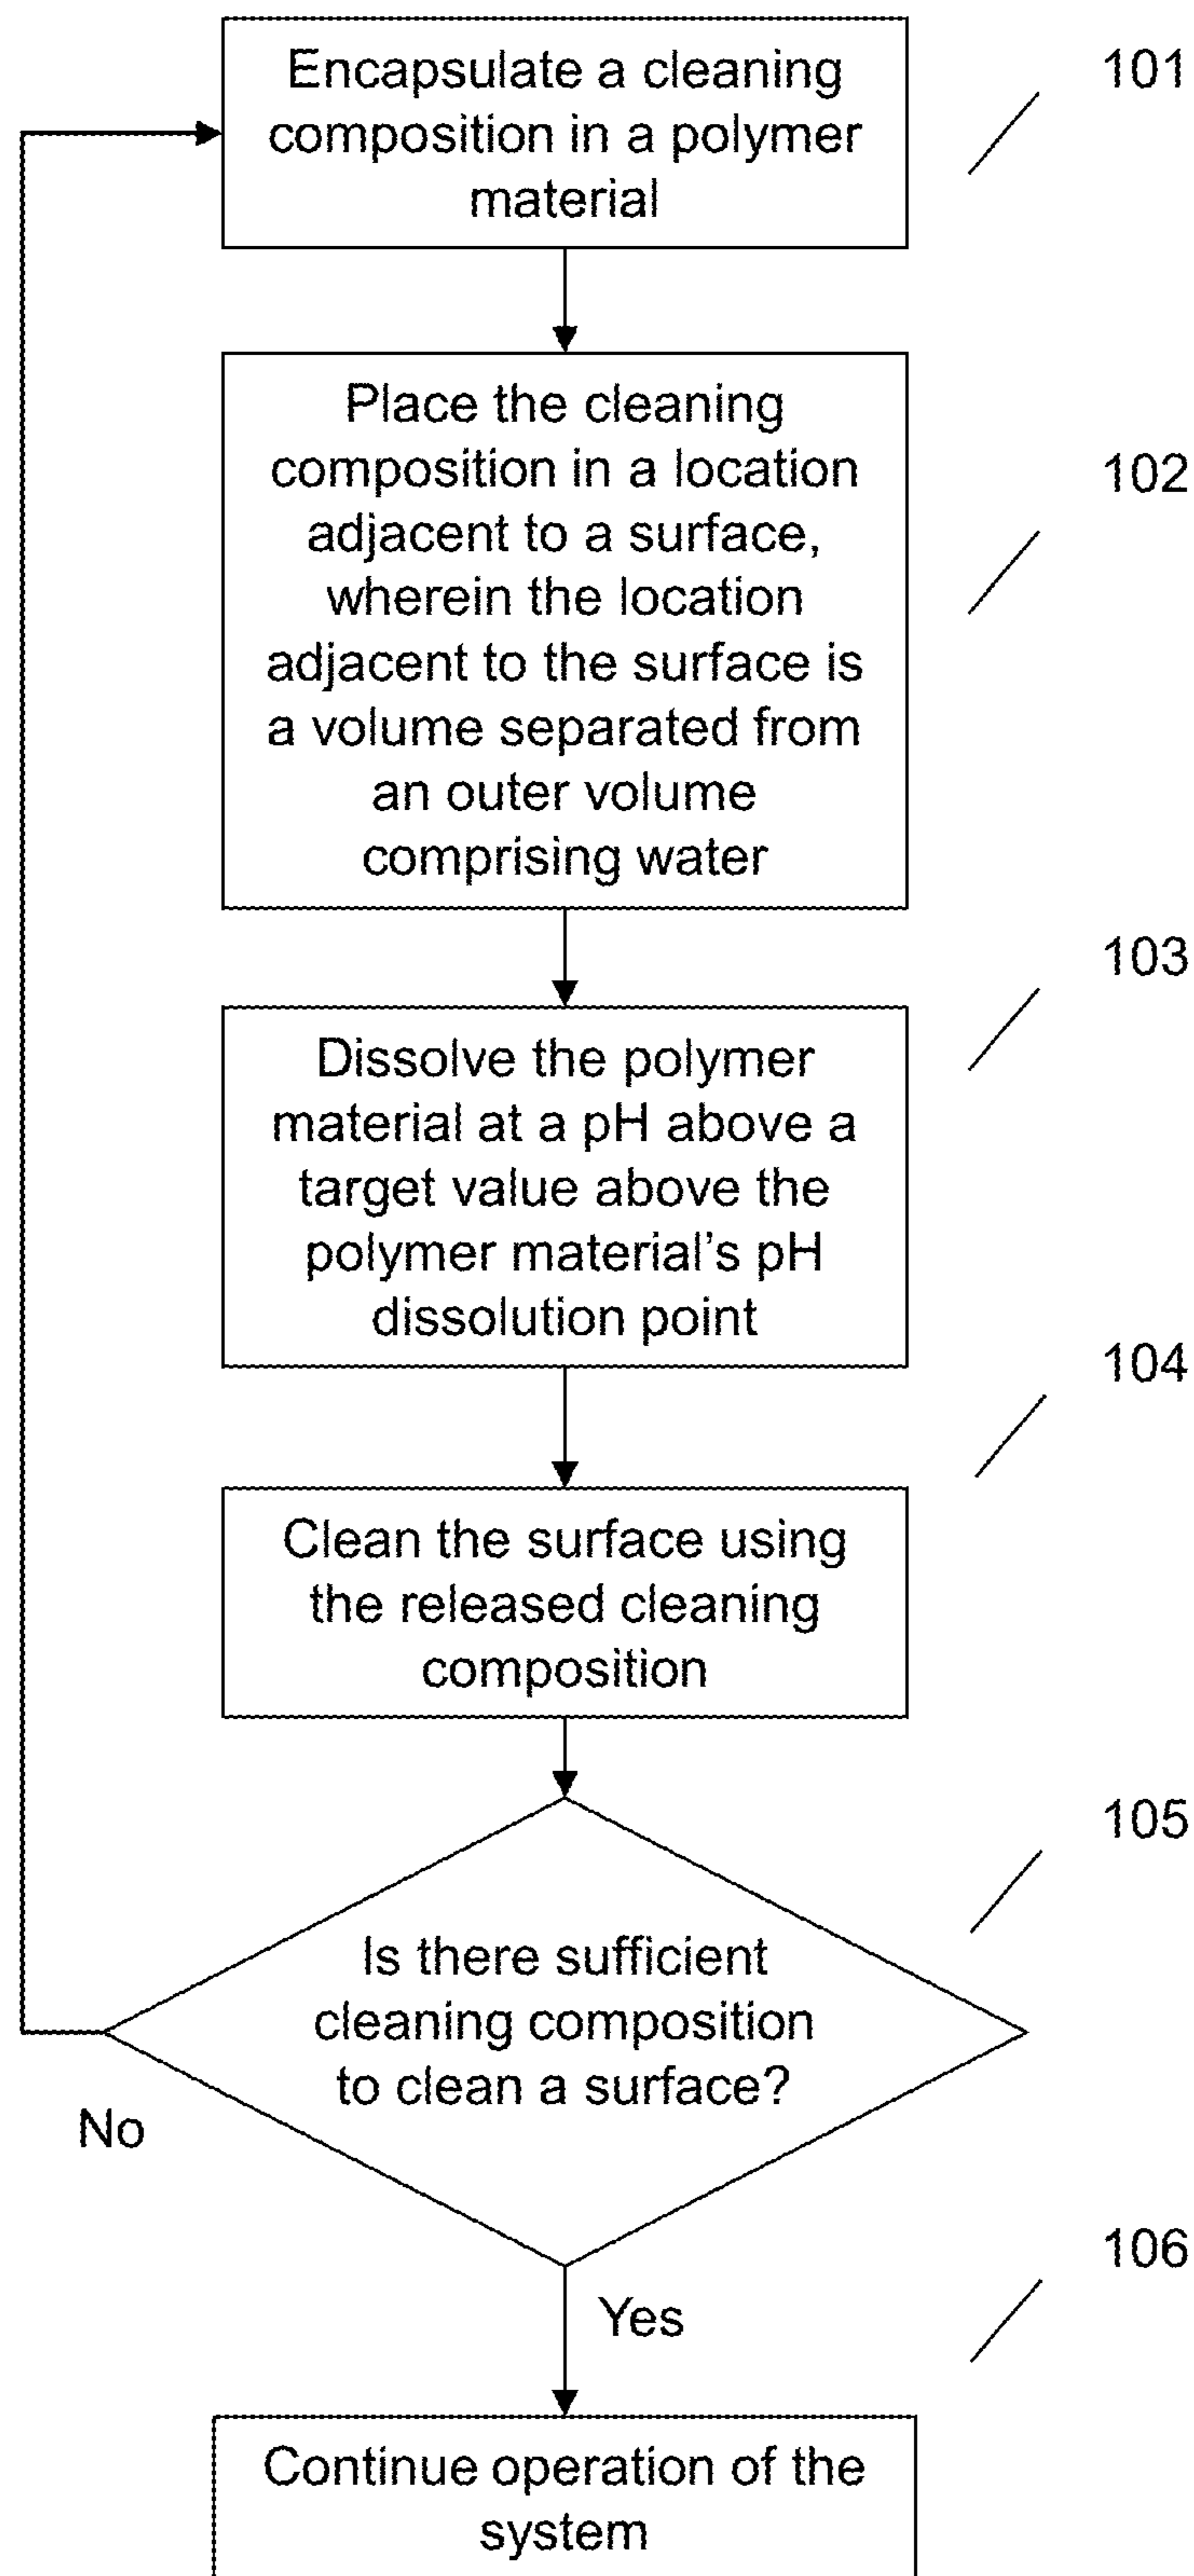 Encapsulate a cleaning
composition in a polymer
material
101
Place the cleaning
composition in a location
adjacent to a surface,
wherein the location
adjacent to the surface is
a volume separated from
an outer volume
comprising water
102
Dissolve the polymer
material at a pH above a
target value above the
polymer material's pH
dissolution point
103
Clean the surface using
the released cleaning
composition
104
Is there sufficient
cleaning composition
to clean a surface?
105
No
Yes
106
Continue operation of the
system